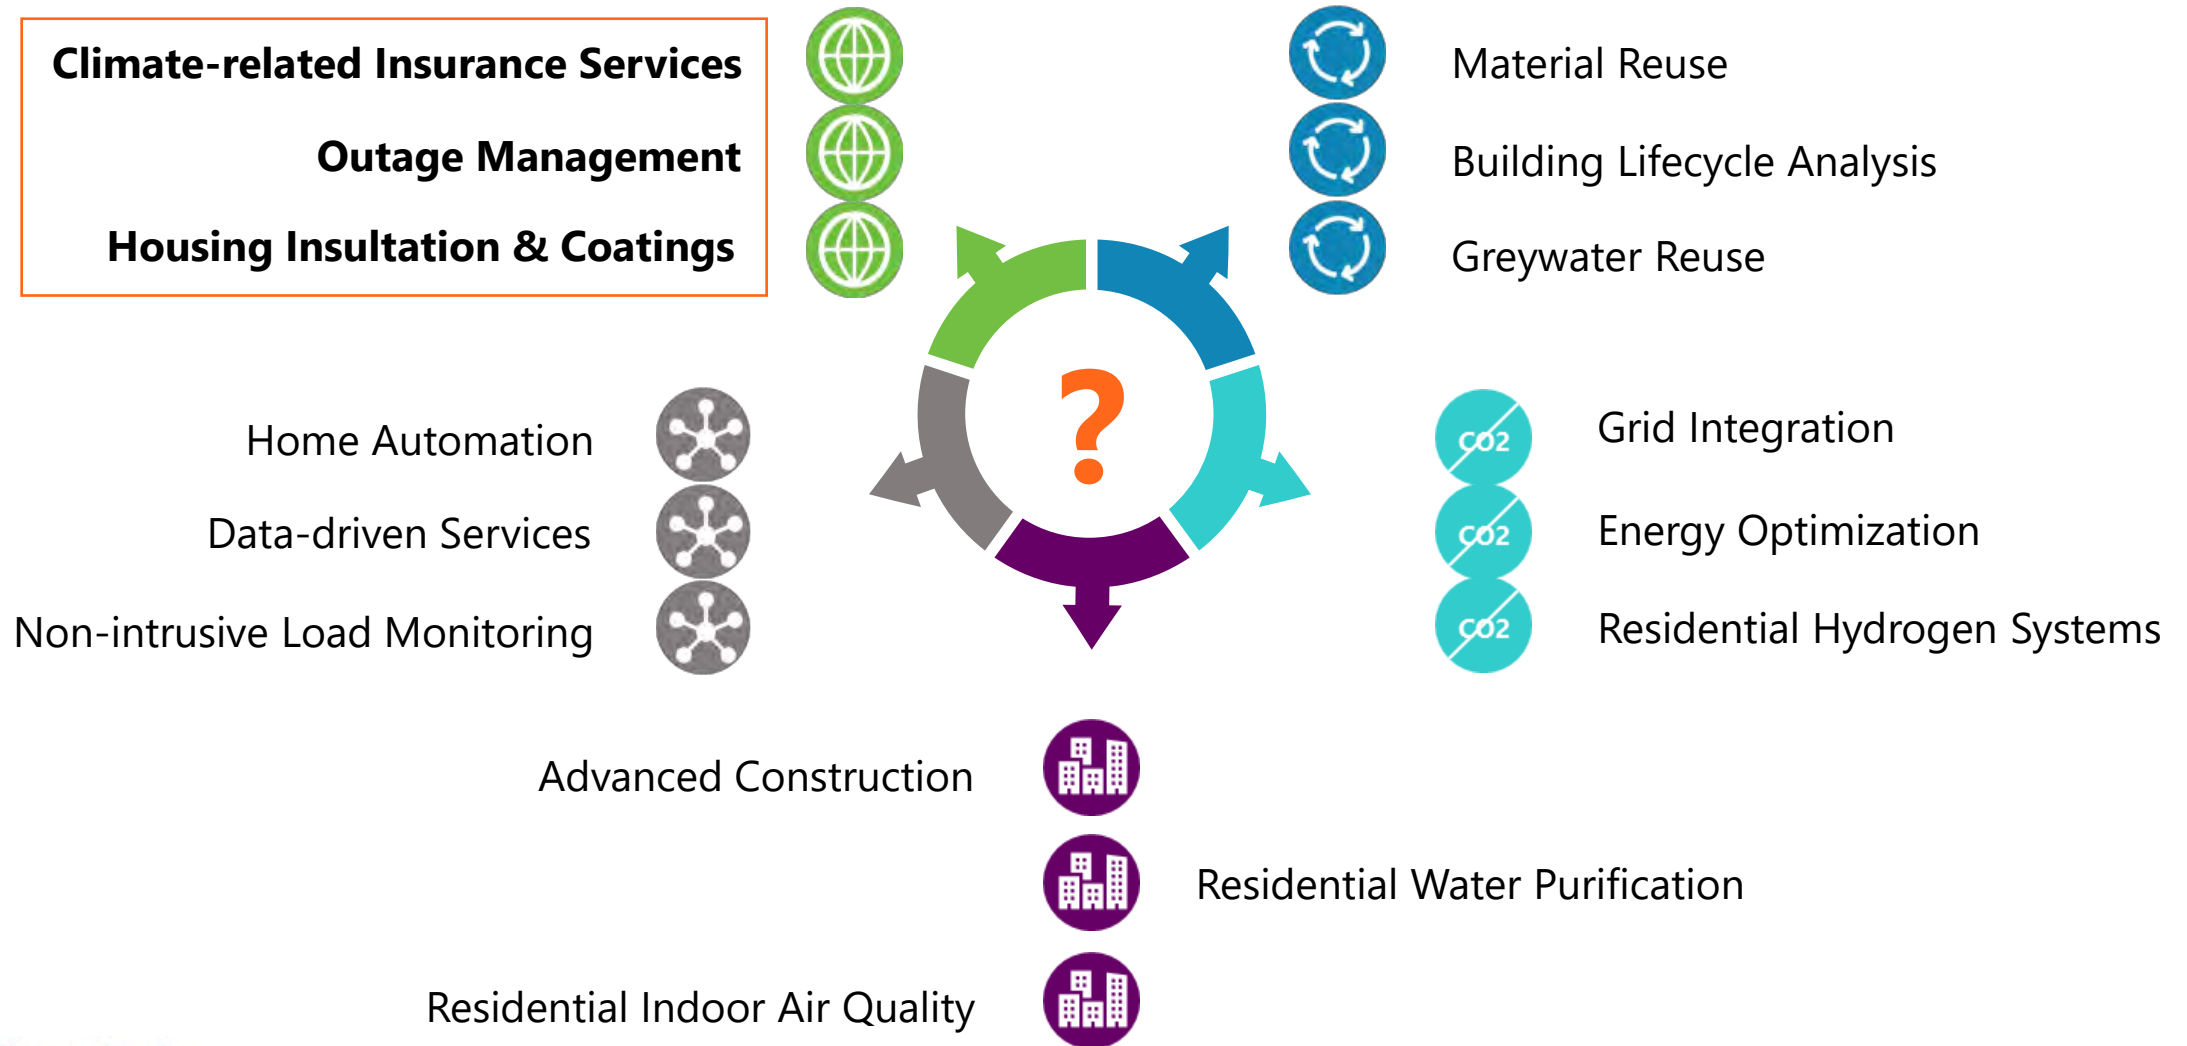 Climate-related Insurance Services
Outage Management
Housing Insultation & Coatings
Material Reuse
Building Lifecycle Analysis
Greywater Reuse
?
Home Automation
Data-driven Services
Non-intrusive Load Monitoring
CO2
Grid Integration
CO2
Energy Optimization
CO2
Residential Hydrogen Systems
Advanced Construction
Residential Water Purification
Residential Indoor Air Quality